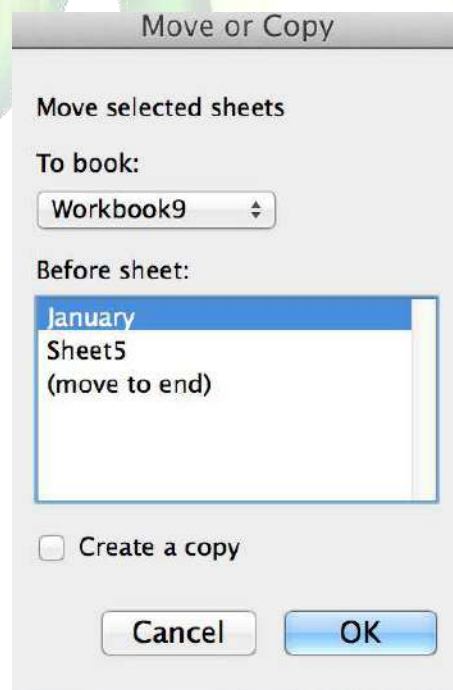 Move or Copy
Move selected sheets
To book:
Workbook9
Before sheet:
January
Sheet5
(move to end)
Create a copy
Cancel OK